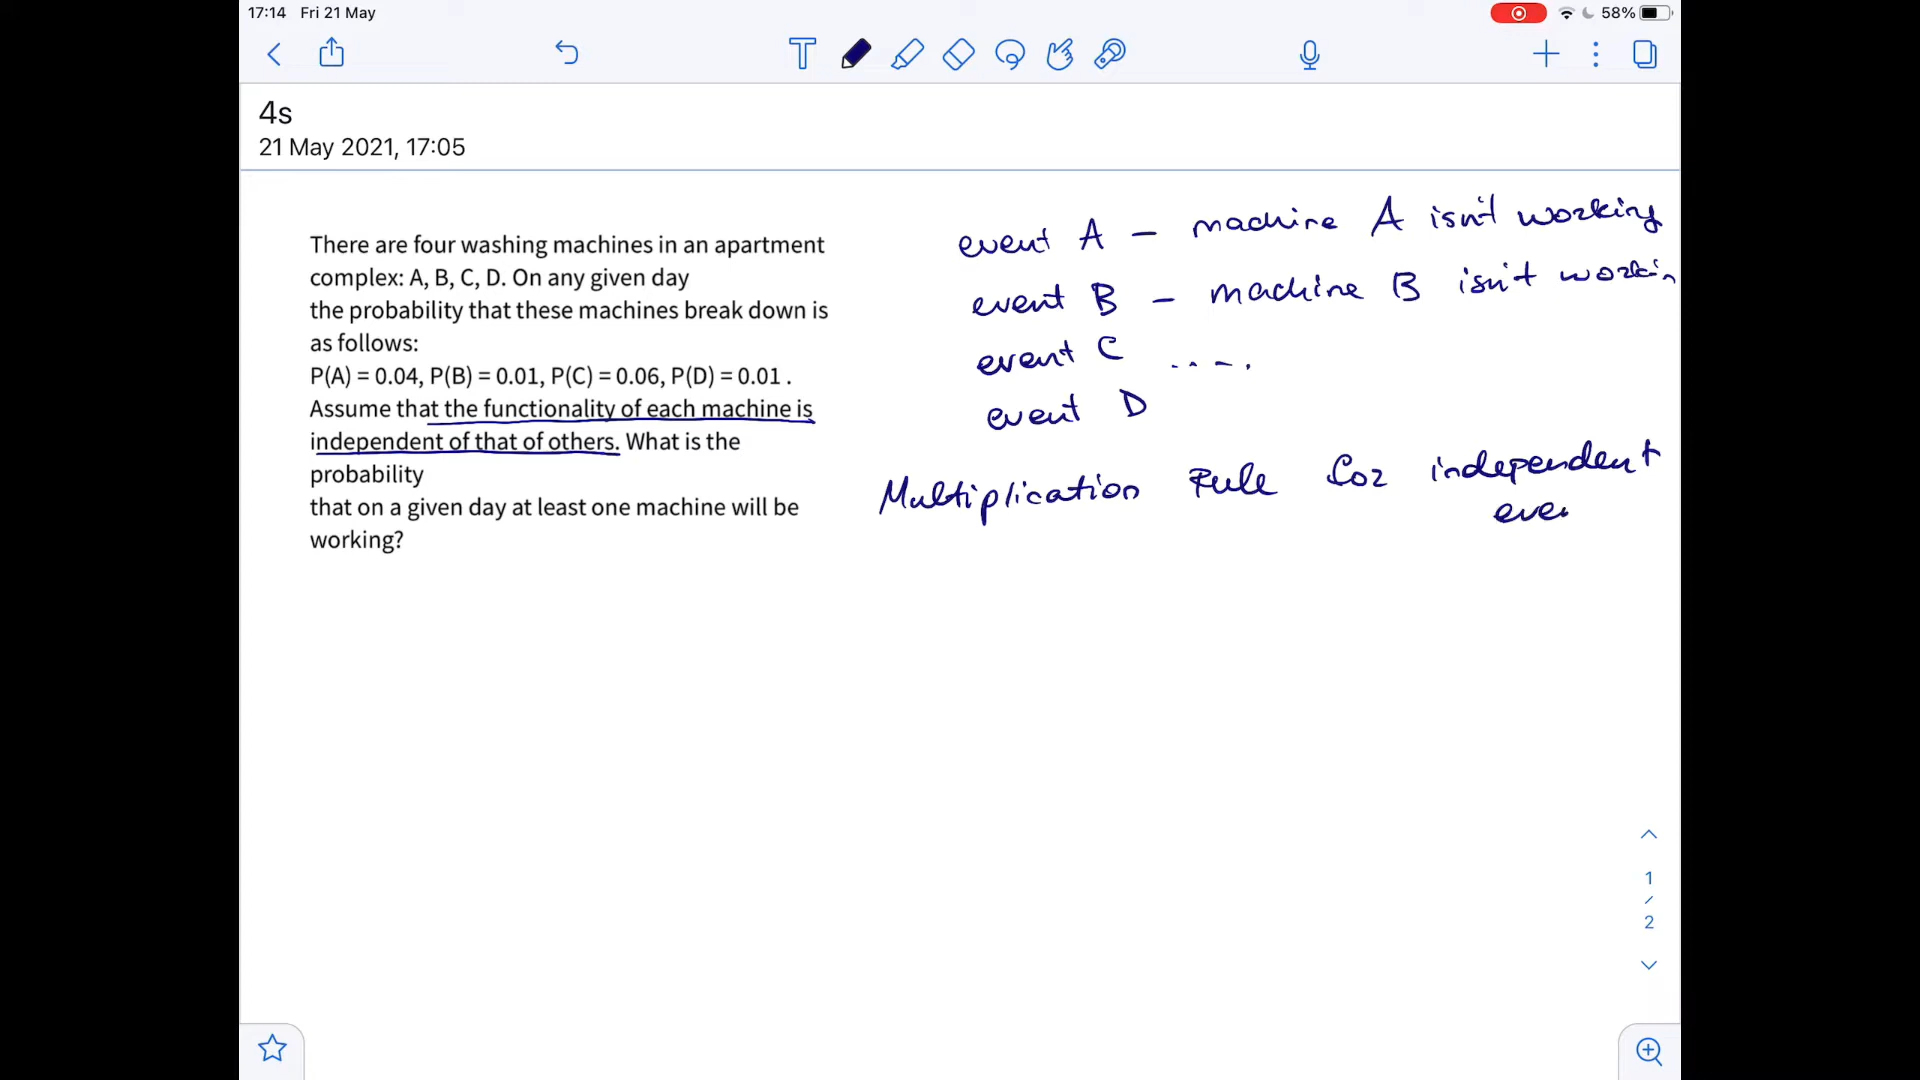 17:14 Fri 21 May
58%
4s
21 May 2021, 17:05
There are four washing machines in an apartment
complex: A, B, C, D. On any given day
the probability that these machines break down is
as follows:
P(A) = 0.04, P(B) = 0.01, P(C) = 0.06, P(D) = 0.01 .
Assume that the functionality of each machine is
independent of that of others. What is the
probability
that on a given day at least one machine will be
working?
event A – machine A isn't working
event B – machine B isn't workin
event C ....
event D
Multiplication Rule for independent
eve
1
/
2